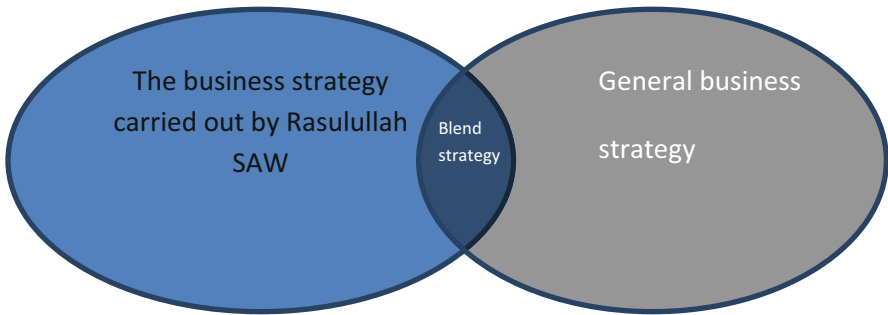 The business strategy
carried out by Rasulullah
SAW
Blend
strategy
General business
strategy